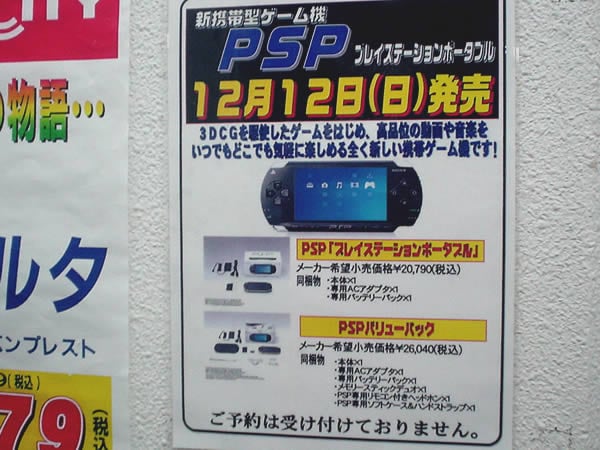 CITY
物語…
ルタ
ンプレスト
9(税込)
79
(税込
新携帯型ゲーム機
PSP プレイステーションポータブル
12月12日(日)発売
3DCGを駆使したゲームをはじめ、高品位の動画や音楽を
いつでもどこでも気軽に楽しめる全く新しい携帯ゲーム機です!
SONY
PSP
PSP「プレイステーションポータブル」
メーカー希望小売価格¥20,790(税込)
同梱物 ・本体×1
・専用ACアダプタ×1
・専用バッテリーパック×1
PSPバリューパック
メーカー希望小売価格¥26,040(税込)
同梱物 ・本体×1
・専用ACアダプタ×1
・専用バッテリーパック×1
・メモリースティックデュオ×1
・PSP専用リモコン付きヘッドホン×1
・PSP専用ソフトケース&ハンドストラップ×1
ご予約は受け付けておりません。